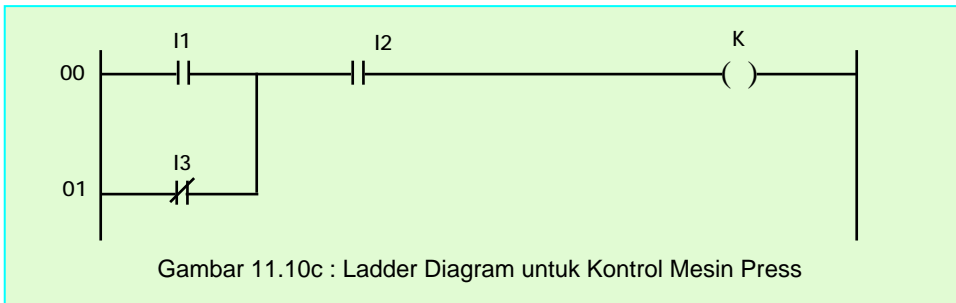 I1 I2 K
00
I3
01
Gambar 11.10c : Ladder Diagram untuk Kontrol Mesin Press